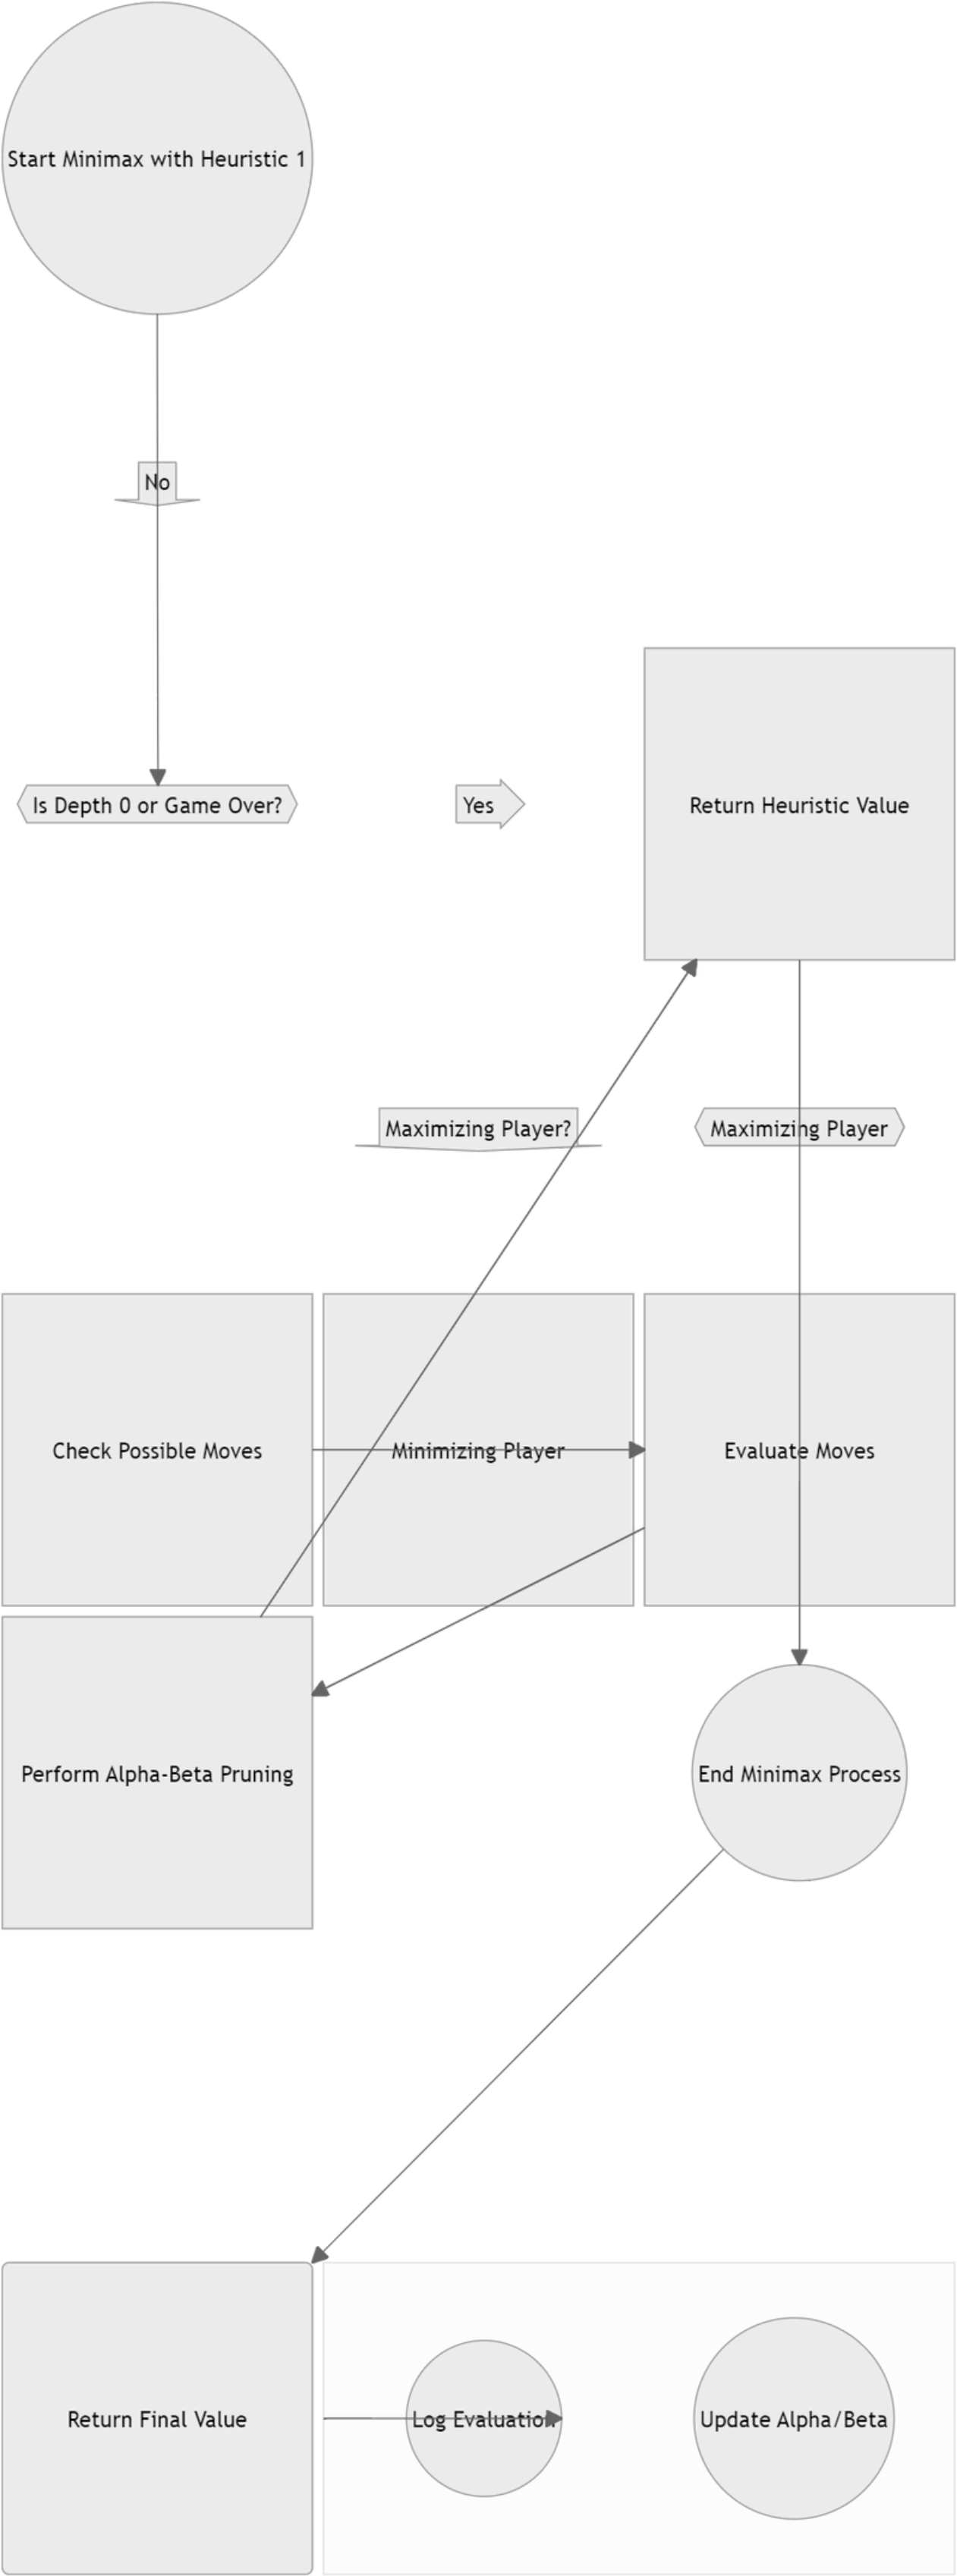 Start Minimax with Heuristic 1
No
Is Depth 0 or Game Over?
Yes
Return Heuristic Value
Maximizing Player?
Maximizing Player
Check Possible Moves
Minimizing Player
Evaluate Moves
Perform Alpha-Beta Pruning
End Minimax Process
Return Final Value
Log Evaluation
Update Alpha/Beta